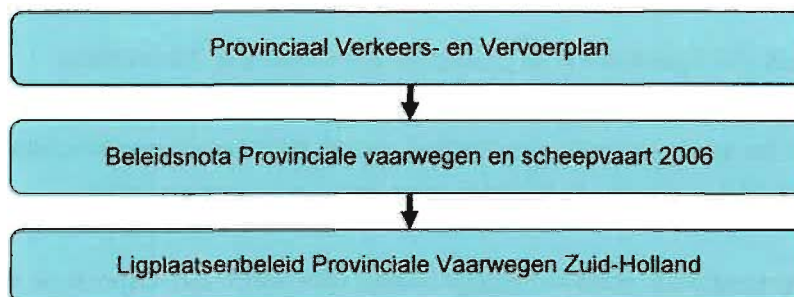 Provinciaal Verkeers- en Vervoerplan
Beleidsnota Provinciale vaarwegen en scheepvaart 2006
Ligplaatsenbeleid Provinciale Vaarwegen Zuid-Holland